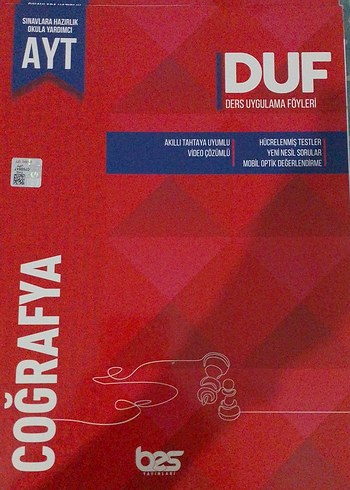 SINAVLARA HAZIRLIK
OKULA YARDIMCI
AYT
DUF
DERS UYGULAMA FÖYLERİ
AKILLI TAHTAYA UYUMLU
VİDEO ÇÖZÜMLÜ
HÜCRELENMİŞ TESTLER
YENİ NESİL SORULAR
MOBİL OPTİK DEĞERLENDİRME
COĞRAFYA
bes
YAYINLARI